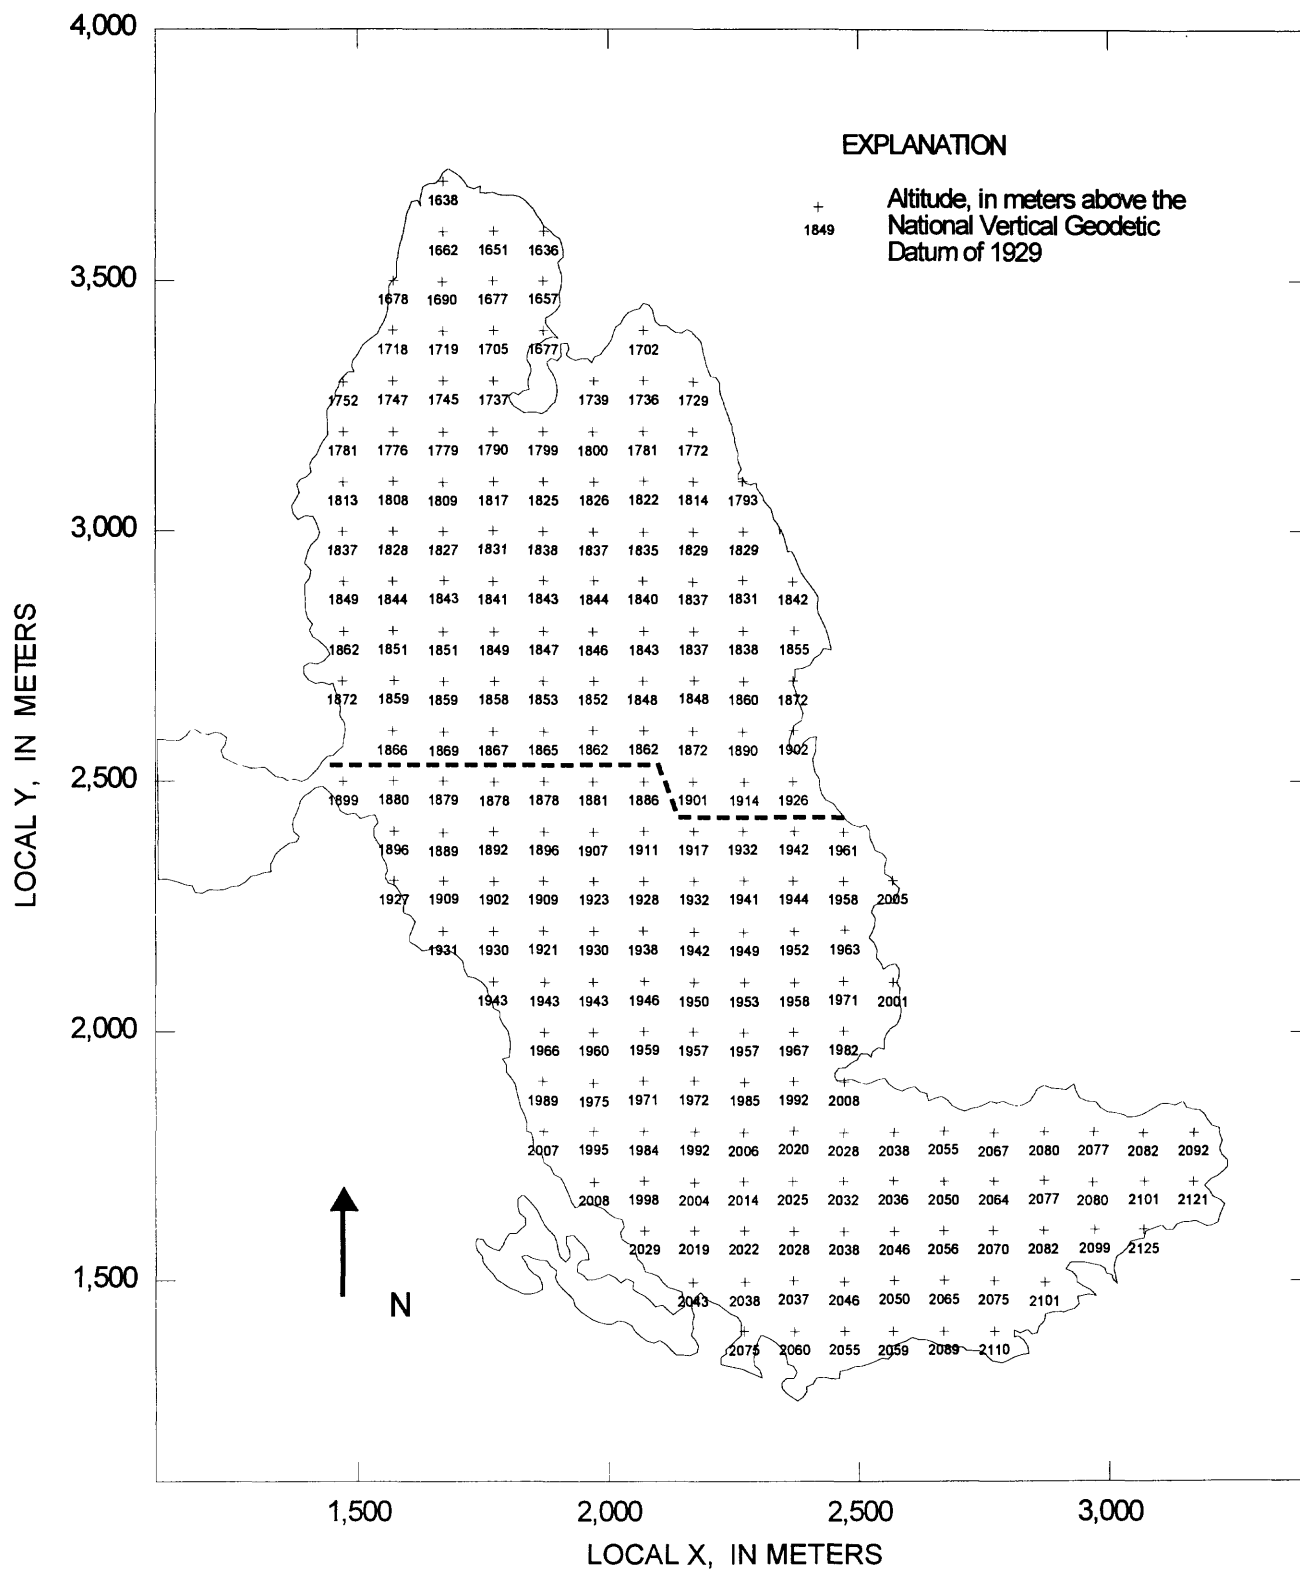 4,000
EXPLANATION
Altitude, in meters above the
1849 National Vertical Geodetic
Datum of 1929
1638
1662 1651 1636
3,500
1678 1690 1677 1657
1718 1719 1705 1677 1702
1752 1747 1745 1737 1739 1736 1729
1781 1776 1779 1790 1799 1800 1781 1772
1813 1808 1809 1817 1825 1826 1822 1814 1793
3,000
1837 1828 1827 1831 1838 1837 1835 1829 1829
1849 1844 1843 1841 1843 1844 1840 1837 1831 1842
1862 1851 1851 1849 1847 1846 1843 1837 1838 1855
1872 1859 1859 1858 1853 1852 1848 1848 1860 1872
1866 1869 1867 1865 1862 1862 1872 1890 1902
2,500
1899 1880 1879 1878 1878 1881 1886 1901 1914 1926
1896 1889 1892 1896 1907 1911 1917 1932 1942 1961
1927 1909 1902 1909 1923 1928 1932 1941 1944 1958 2005
1931 1930 1921 1930 1938 1942 1949 1952 1963
1943 1943 1943 1946 1950 1953 1958 1971 2001
2,000
1966 1960 1959 1957 1957 1967 1982
1989 1975 1971 1972 1985 1992 2008
2007 1995 1984 1992 2006 2020 2028 2038 2055 2067 2080 2077 2082 2092
2008 1998 2004 2014 2025 2032 2036 2050 2064 2077 2080 2101 2121
2029 2019 2022 2028 2038 2046 2056 2070 2082 2099 2125
1,500
2043 2038 2037 2046 2050 2065 2075 2101
N
2075 2060 2055 2059 2089 2110
LOCAL Y, IN METERS
1,500 2,000 2,500 3,000
LOCAL X, IN METERS